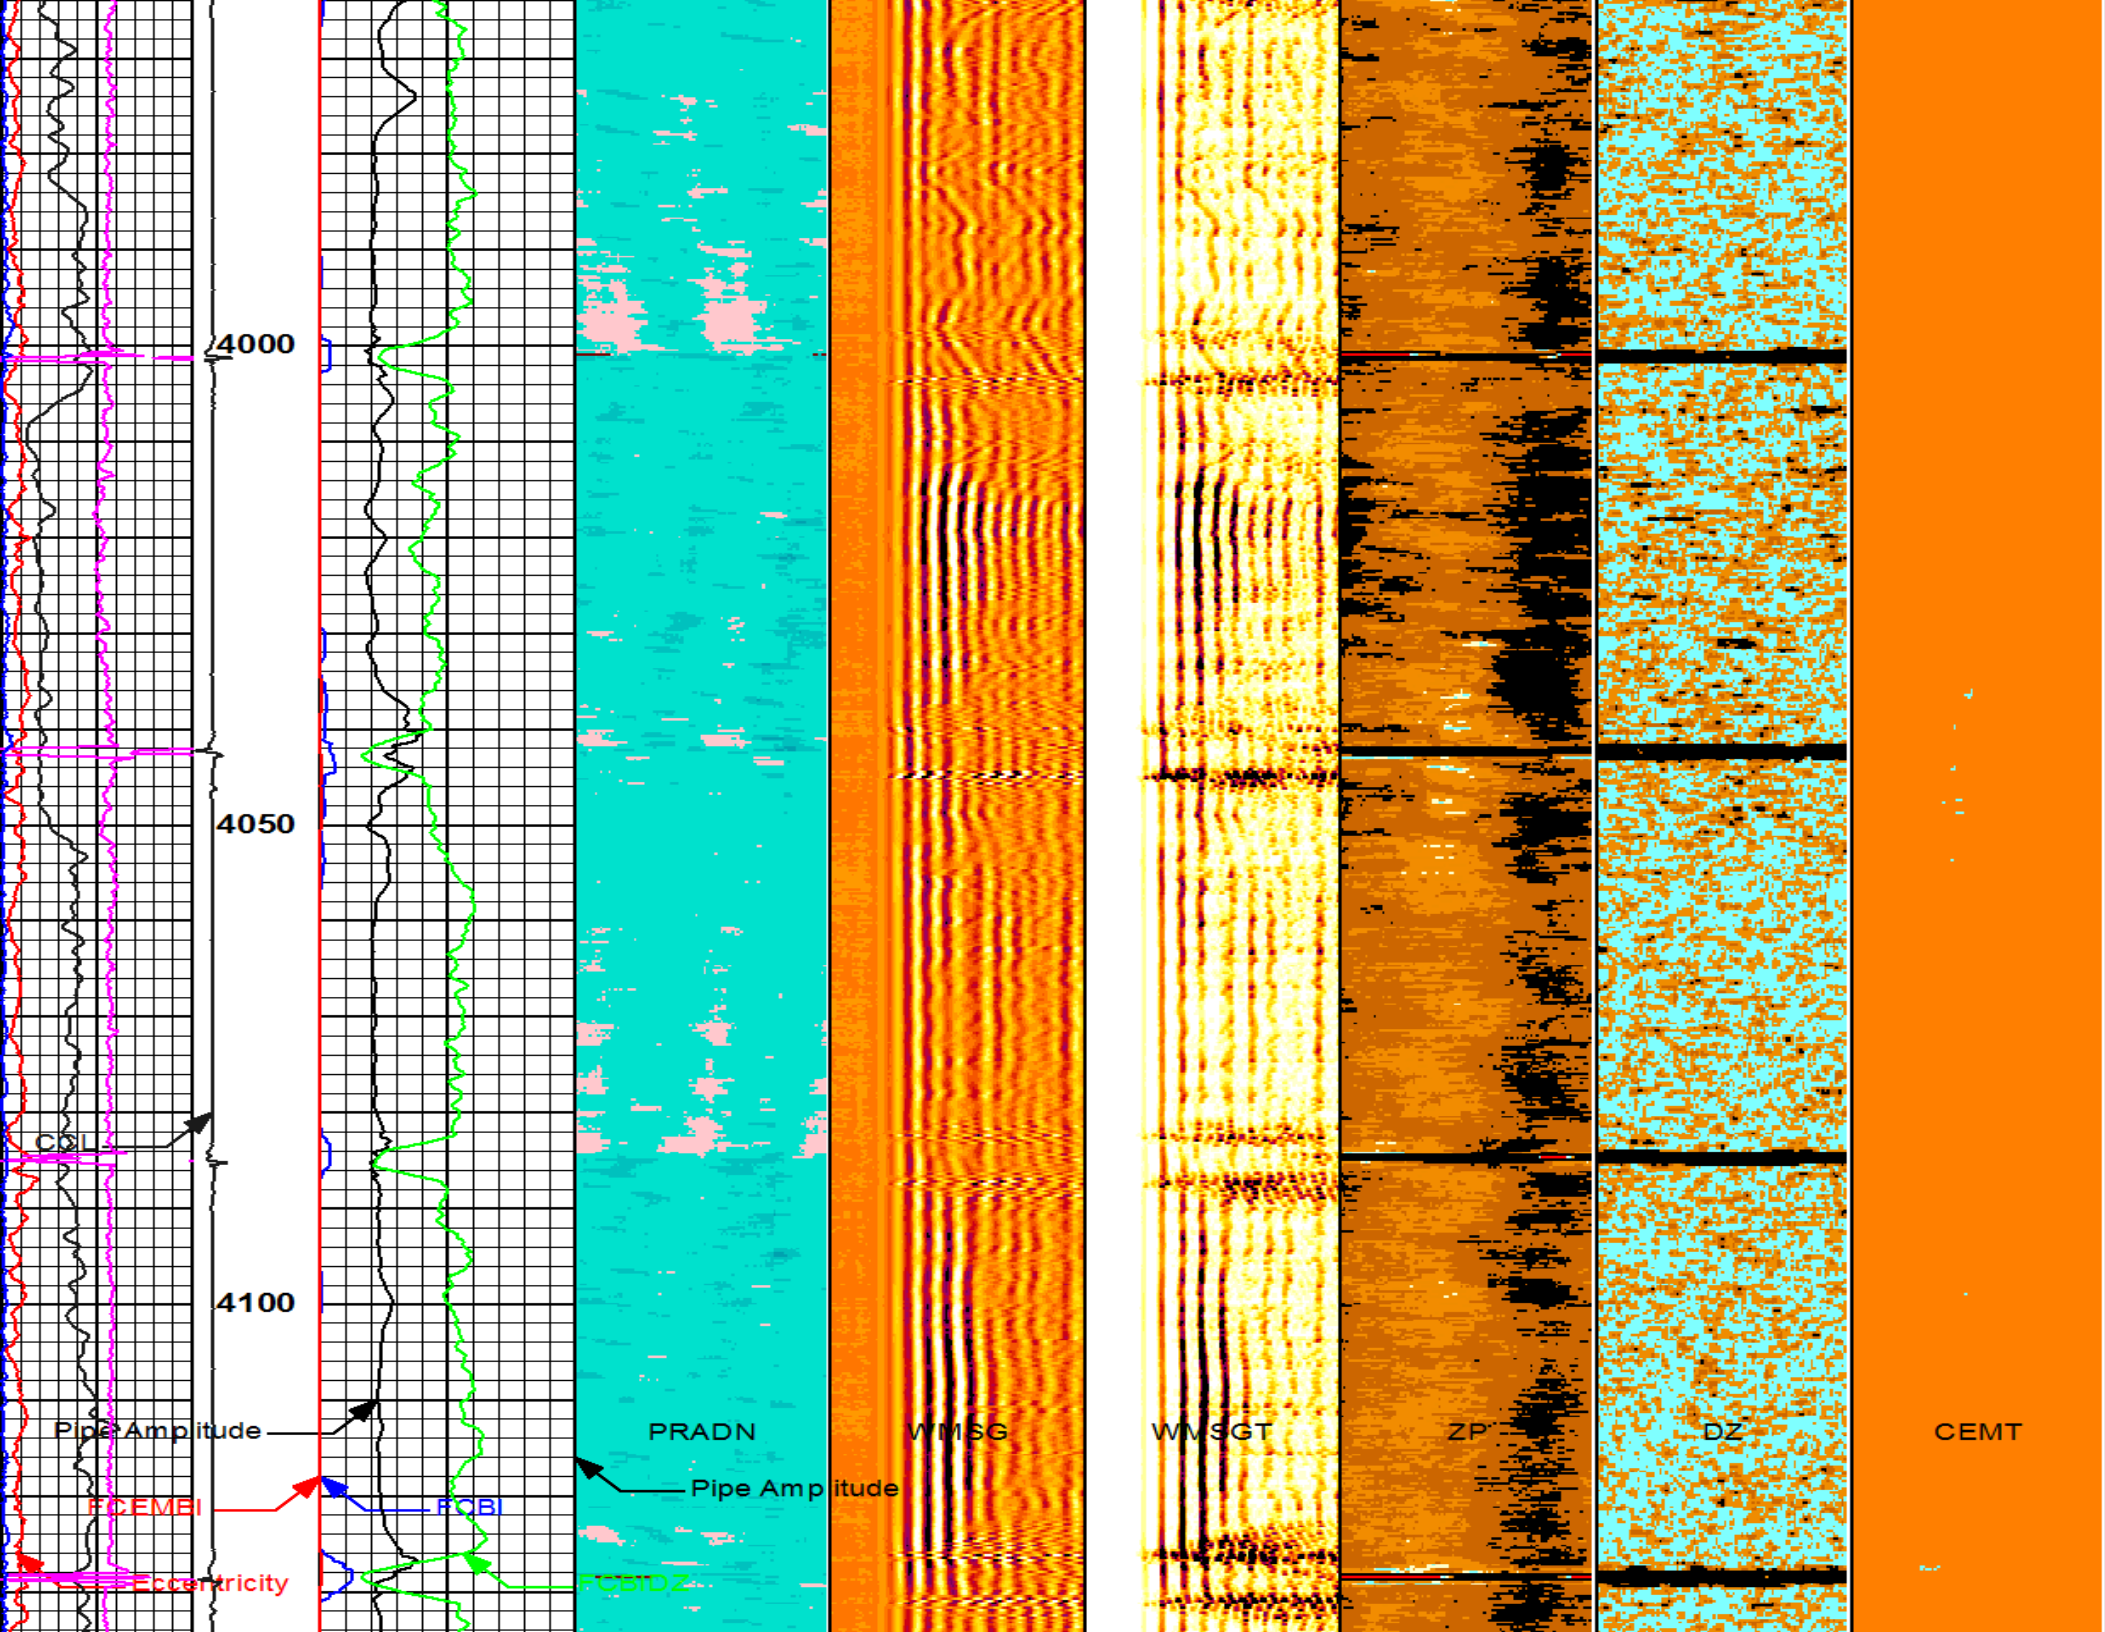 4000
4050
CCL
4100
Pipe Amplitude
PRADN
WMSG
WMSGT
ZP
DZ
CEMT
Pipe Amplitude
FCEMBI
FCBI
Eccentricity
FCBIDZ